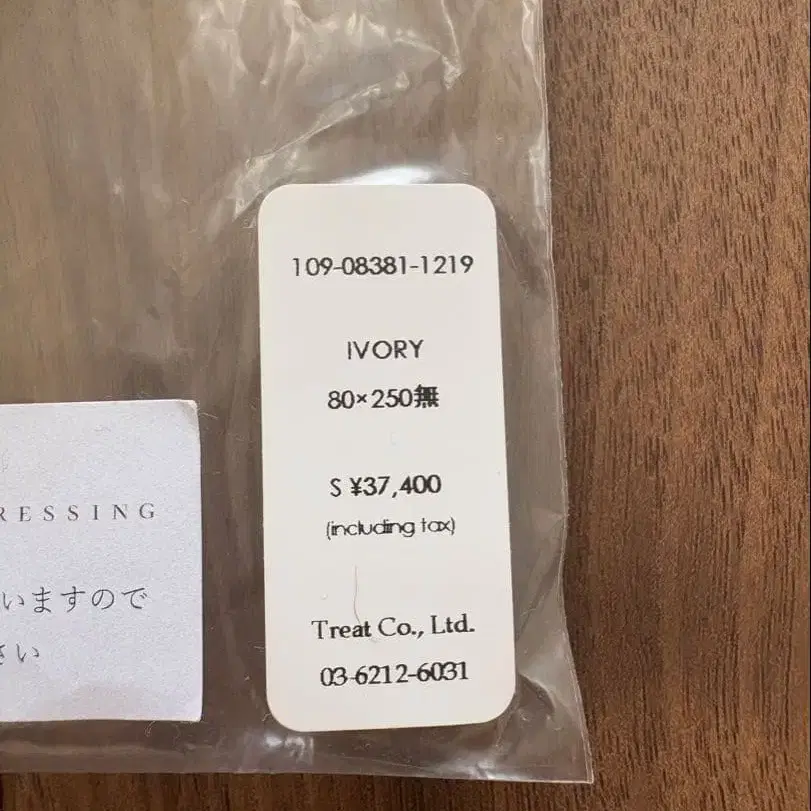 109-08381-1219
IVORY
80×250無
S ¥37,400
(including tax)
Treat Co., Ltd.
03-6212-6031
RESSING
いますので
さい